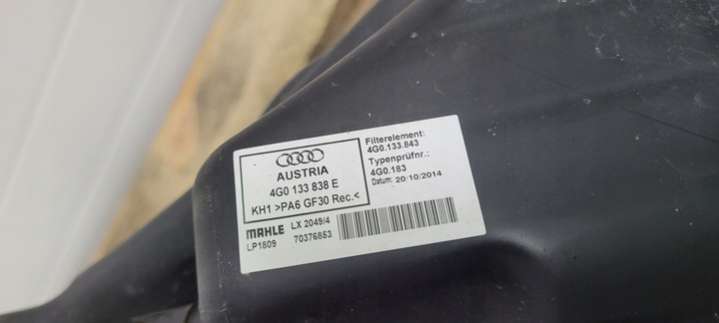 AUSTRIA
4G0 133 838 E
KH1 >PA6 GF30 Rec.<
Filterelement:
4G0.133.843
Typenprüfnr.:
4G0.183
Datum: 20/10/2014
MAHLE LX 2049/4
LP1809 70376853